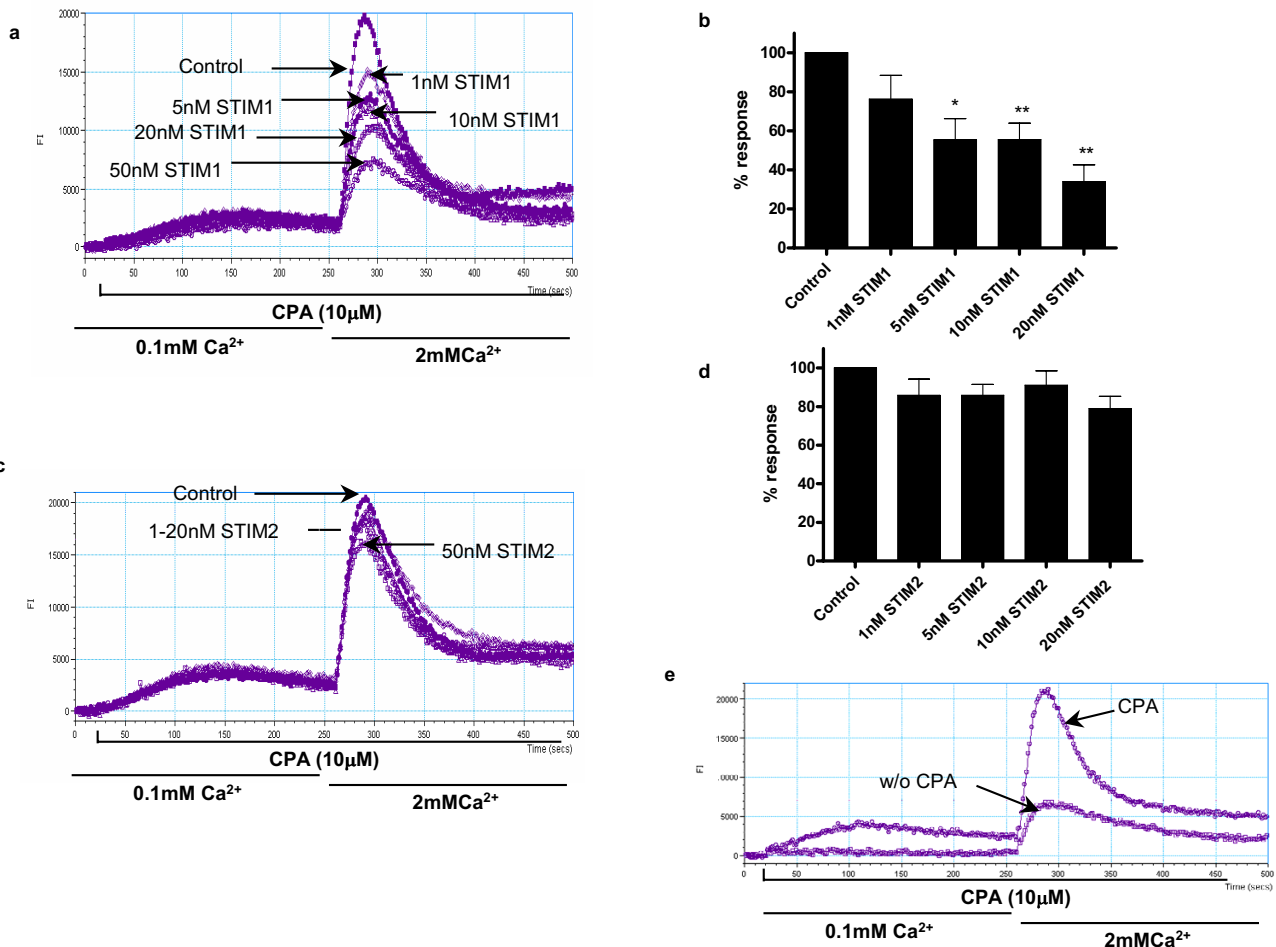 a
20000
15000
10000
5000
0
FI
Control
1nM STIM1
5nM STIM1
10nM STIM1
20nM STIM1
50nM STIM1
0 50 100 150 200 250 300 350 400 450 500
Time (secs)
CPA (10μM)
0.1mM Ca²⁺
2mMCa²⁺
b
% response
100
80
60
40
20
0
* ** **
Control 1nM STIM1 5nM STIM1 10nM STIM1 20nM STIM1
c
20000
15000
10000
5000
0
FI
Control
1-20nM STIM2
50nM STIM2
0 50 100 150 200 250 300 350 400 450 500
Time (secs)
CPA (10μM)
0.1mM Ca²⁺
2mMCa²⁺
d
% response
100
80
60
40
20
0
Control 1nM STIM2 5nM STIM2 10nM STIM2 20nM STIM2
e
20000
15000
10000
5000
0
FI
CPA
w/o CPA
0 50 100 150 200 250 300 350 400 450 500
Time (secs)
CPA (10μM)
0.1mM Ca²⁺
2mMCa²⁺